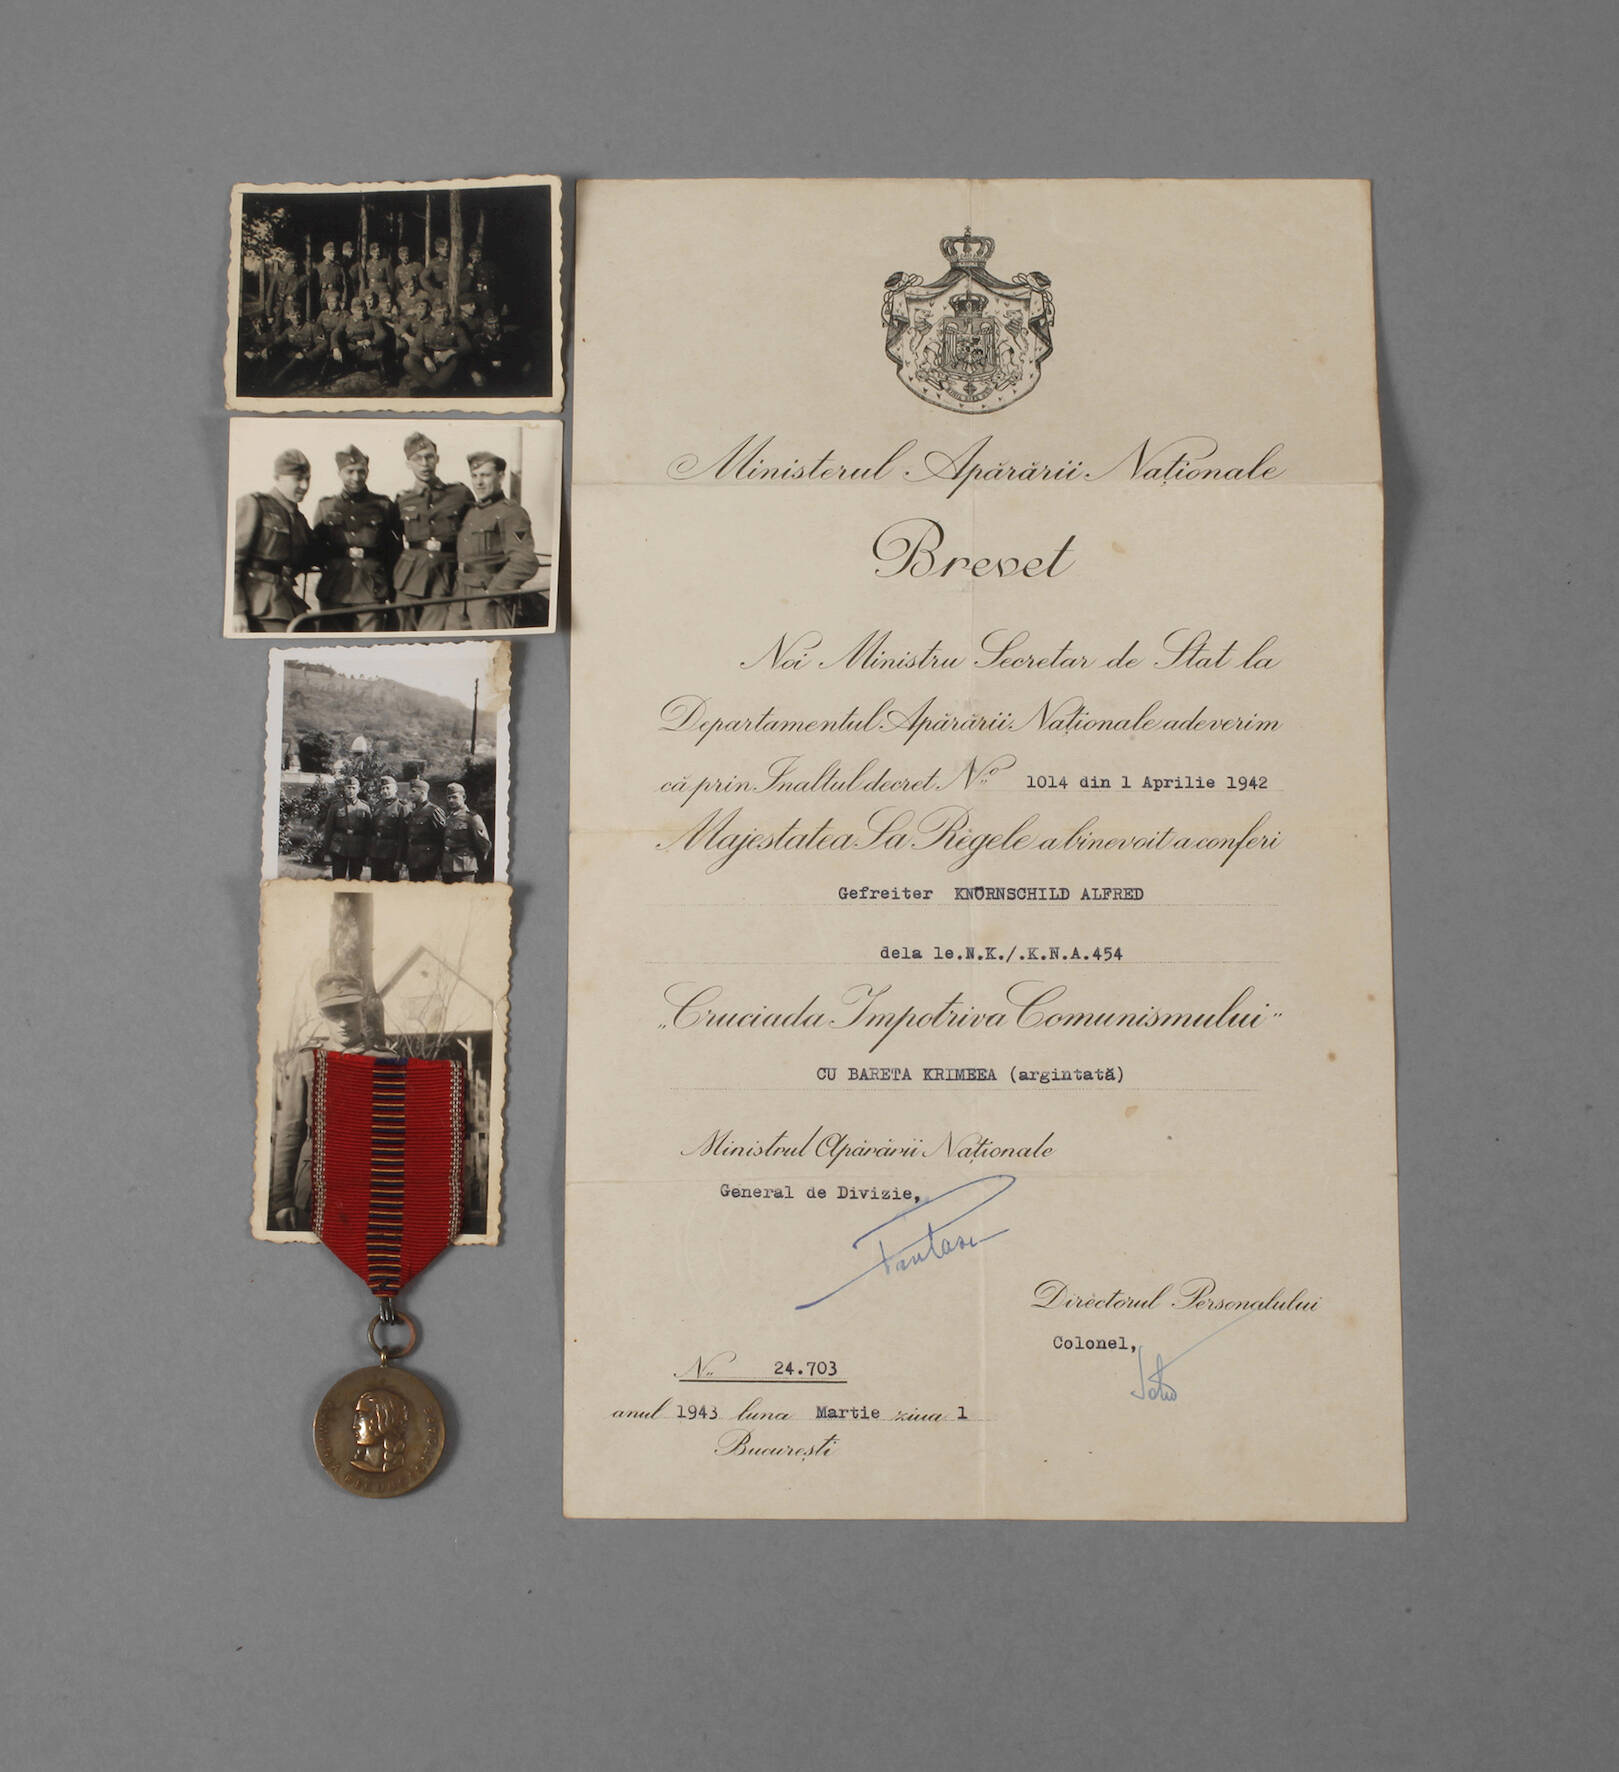 Ministerul Apărării Naționale
Brevet
Noi Ministru Secretar de Stat la
Departamentul Apărării Naționale adeverim
că prin Inaltul decret N.º 1014 din 1 Aprilie 1942
Majestatea Sa Regele a binevoit a conferi
Gefreiter KNÖRNSCHILD ALFRED
dela le.N.K./.K.N.A.454
„Cruciada Impotriva Comunismului"
CU BARETA KRIMEEA (argintată)
Ministrul Apărării Naționale
General de Divizie,
Directorul Personalului
Colonel,
N.. 24.703
anul 1943 luna Martie ziua 1
București